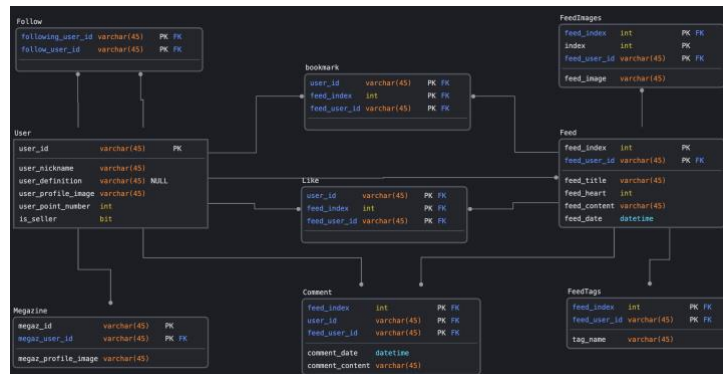 Follow
following_user_id varchar(45) PK FK
follow_user_id varchar(45) PK FK
bookmark
user_id varchar(45) PK FK
feed_index int PK FK
feed_user_id varchar(45) PK FK
FeedImages
feed_index int PK FK
index int PK
feed_user_id varchar(45) PK FK
feed_image varchar(45)
User
user_id varchar(45) PK
user_nickname varchar(45)
user_definition varchar(45) NULL
user_profile_image varchar(45)
user_point_number int
is_seller bit
Like
user_id varchar(45) PK FK
feed_index int PK FK
feed_user_id varchar(45) PK FK
Feed
feed_index int PK
feed_user_id varchar(45) PK FK
feed_title varchar(45)
feed_heart int
feed_content varchar(45)
feed_date datetime
Megazine
megaz_id varchar(45) PK
megaz_user_id varchar(45) PK FK
megaz_profile_image varchar(45)
Comment
feed_index int PK FK
user_id varchar(45) PK FK
feed_user_id varchar(45) PK FK
comment_date datetime
comment_content varchar(45)
FeedTags
feed_index int PK FK
feed_user_id varchar(45) PK FK
tag_name varchar(45)